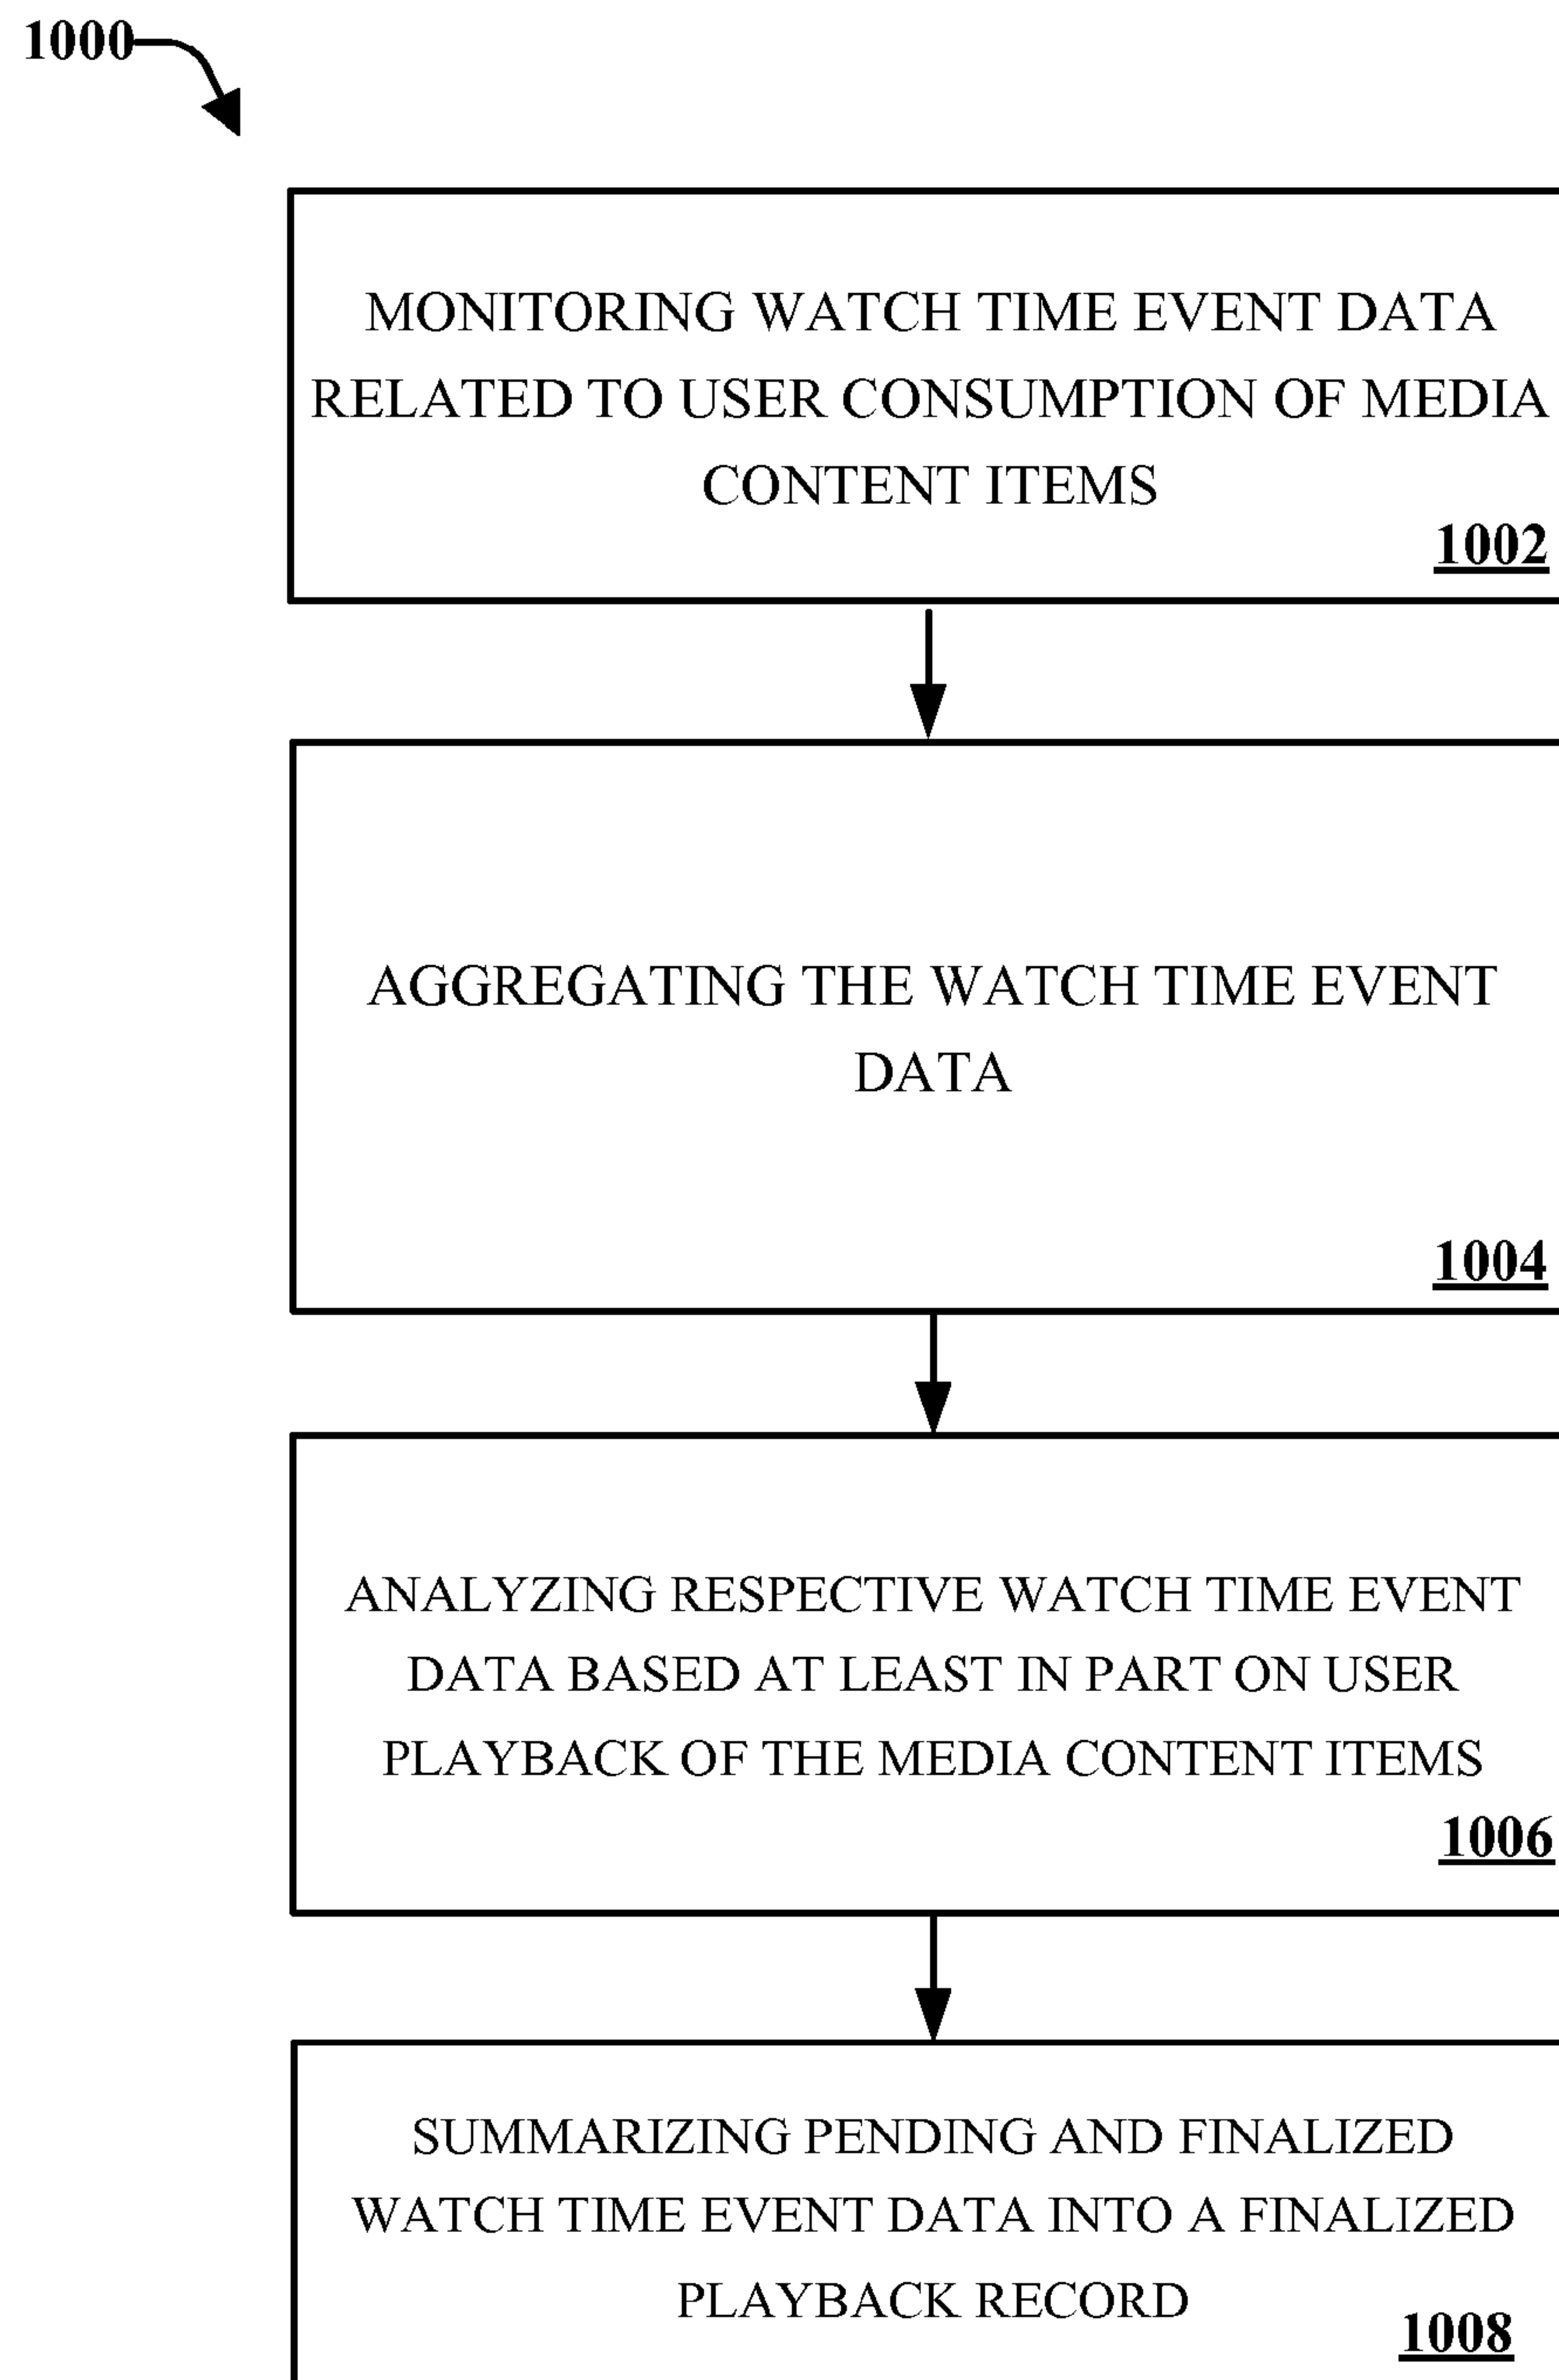 1000
MONITORING WATCH TIME EVENT DATA
RELATED TO USER CONSUMPTION OF MEDIA
CONTENT ITEMS
1002
AGGREGATING THE WATCH TIME EVENT
DATA
1004
ANALYZING RESPECTIVE WATCH TIME EVENT
DATA BASED AT LEAST IN PART ON USER
PLAYBACK OF THE MEDIA CONTENT ITEMS
1006
SUMMARIZING PENDING AND FINALIZED
WATCH TIME EVENT DATA INTO A FINALIZED
PLAYBACK RECORD
1008